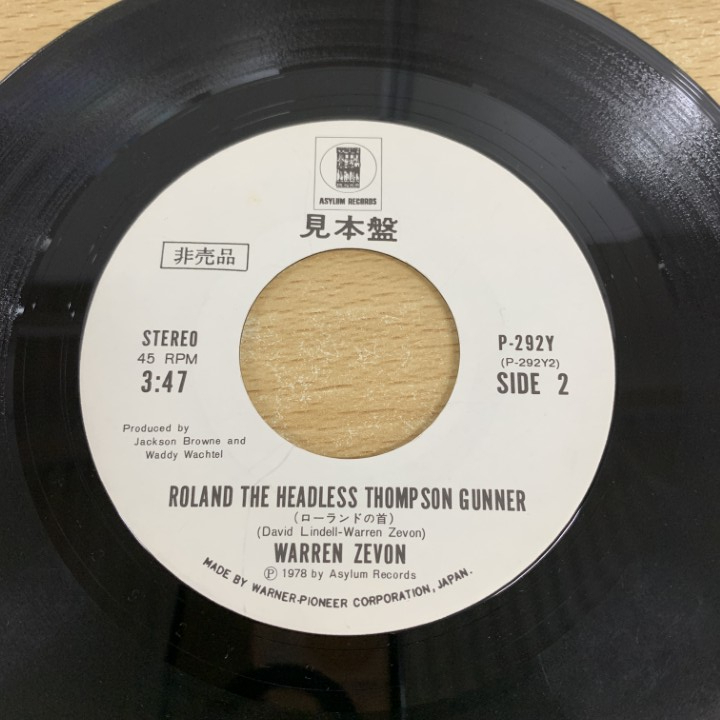 ASYLUM RECORDS
見本盤
非売品
STEREO
45 RPM
3:47
P-292Y
(P-292Y2)
SIDE 2
Produced by
Jackson Browne and
Waddy Wachtel
ROLAND THE HEADLESS THOMPSON GUNNER
(ローランドの首)
(David Lindell-Warren Zevon)
WARREN ZEVON
Ⓟ 1978 by Asylum Records
MADE BY WARNER-PIONEER CORPORATION, JAPAN.